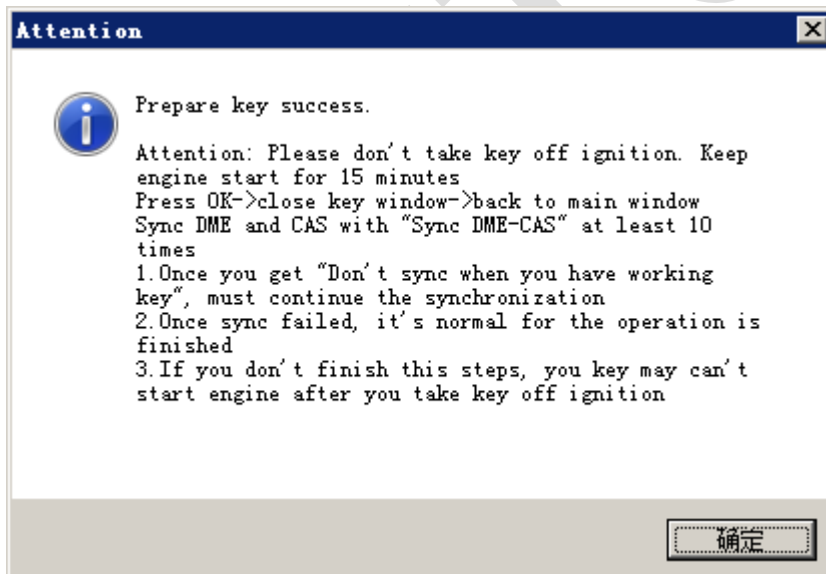 Attention
Prepare key success.
Attention: Please don't take key off ignition. Keep
engine start for 15 minutes
Press OK->close key window->back to main window
Sync DME and CAS with "Sync DME-CAS" at least 10
times
1.Once you get "Don't sync when you have working
key", must continue the synchronization
2.Once sync failed, it's normal for the operation is
finished
3.If you don't finish this steps, you key may can't
start engine after you take key off ignition
确定